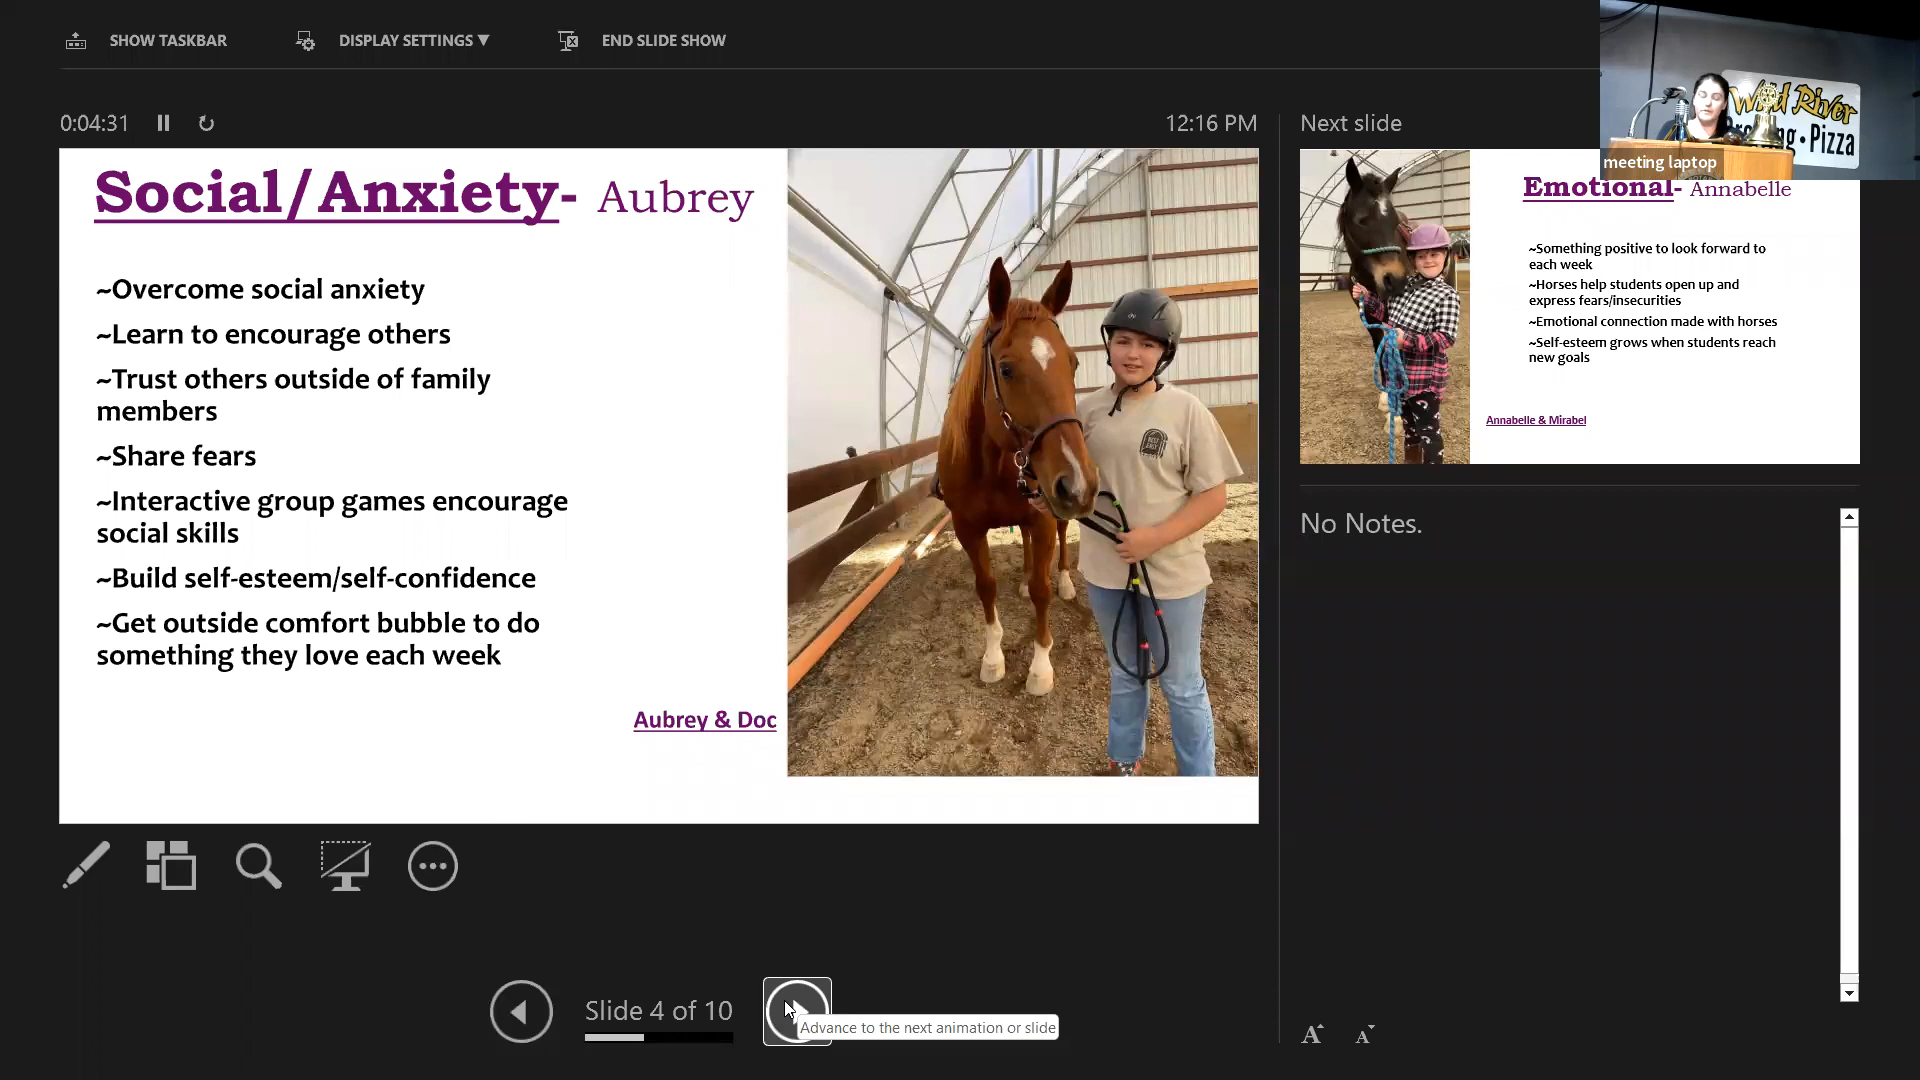 SHOW TASKBAR
DISPLAY SETTINGS ▼
END SLIDE SHOW
0:04:31
12:16 PM
Social/Anxiety- Aubrey
~Overcome social anxiety
~Learn to encourage others
~Trust others outside of family
members
~Share fears
~Interactive group games encourage
social skills
~Build self-esteem/self-confidence
~Get outside comfort bubble to do
something they love each week
Aubrey & Doc
Slide 4 of 10
Advance to the next animation or slide
Next slide
Wild River
Pizza
meeting laptop
Emotional- Annabelle
~Something positive to look forward to
each week
~Horses help students open up and
express fears/insecurities
~Emotional connection made with horses
~Self-esteem grows when students reach
new goals
Annabelle & Mirabel
No Notes.
A A